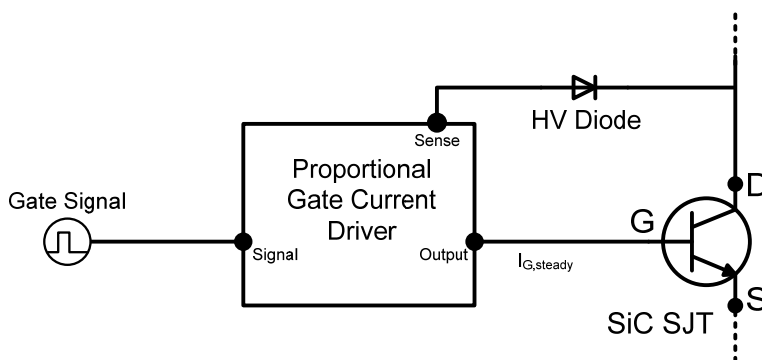 HV Diode
Sense
Proportional
Gate Current
Driver
Gate Signal
Signal
Output
I_G,steady
G
D
S
SiC SJT